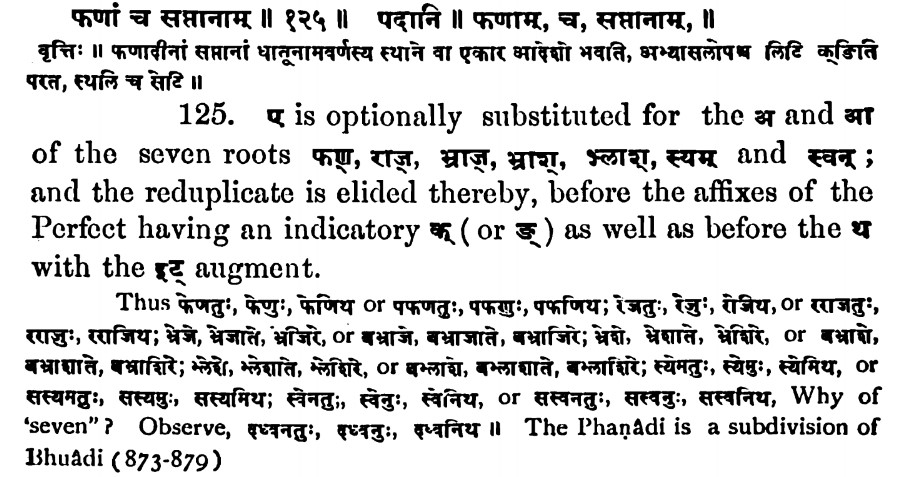 फणां च सप्तानाम् ॥ १२५ ॥ पदानि ॥ फणाम्, च, सप्तानाम्, ॥
वृत्तिः ॥ फणादीनां सप्तानां धातूनामवर्णस्य स्थाने वा एकार आदेशो भवति, अभ्यासलोपश्च लिटि क्ङिति
परत, स्थलि च सेटि ॥
125. ए is optionally substituted for the अ and आ
of the seven roots फण्, राज्, भ्राज्, भ्राश्, भ्लाश्, स्यम् and स्वन् ;
and the reduplicate is elided thereby, before the affixes of the
Perfect having an indicatory क् ( or ङ् ) as well as before the थ
with the इट् augment.
Thus फेणतुः, फेणुः, फेणिथ or पफणतुः, पफणुः, पफणिथ; रेजतुः, रेजुः, रेजिथ, or रराजतुः,
रराजुः, रराजिथ; भ्रेजे, भ्रेजाते, भ्रेजिरे, or बभ्राजे, बभ्राजाते, बभ्राजिरे; भ्रेशे, भ्रेशाते, भ्रेशिरे, or बभ्राशे,
बभ्राशाते, बभ्राशिरे; भ्लेशे, भ्लेशाते, भ्लेशिरे, or बभ्लाशे, बभ्लाशाते, बभ्लाशिरे; स्येमतुः, स्येमुः, स्येमिथ, or
सस्यमतुः, सस्यमुः, सस्यमिथ; स्वेनतुः, स्वेनुः, स्वेनिथ, or सस्वनतुः, सस्वनुः, सस्वनिथ, Why of
'seven"? Observe, दध्वनतुः, दध्वनुः, दध्वनिथ ॥ The Phaṇâdi is a subdivision of
Bhuâdi (873-879)